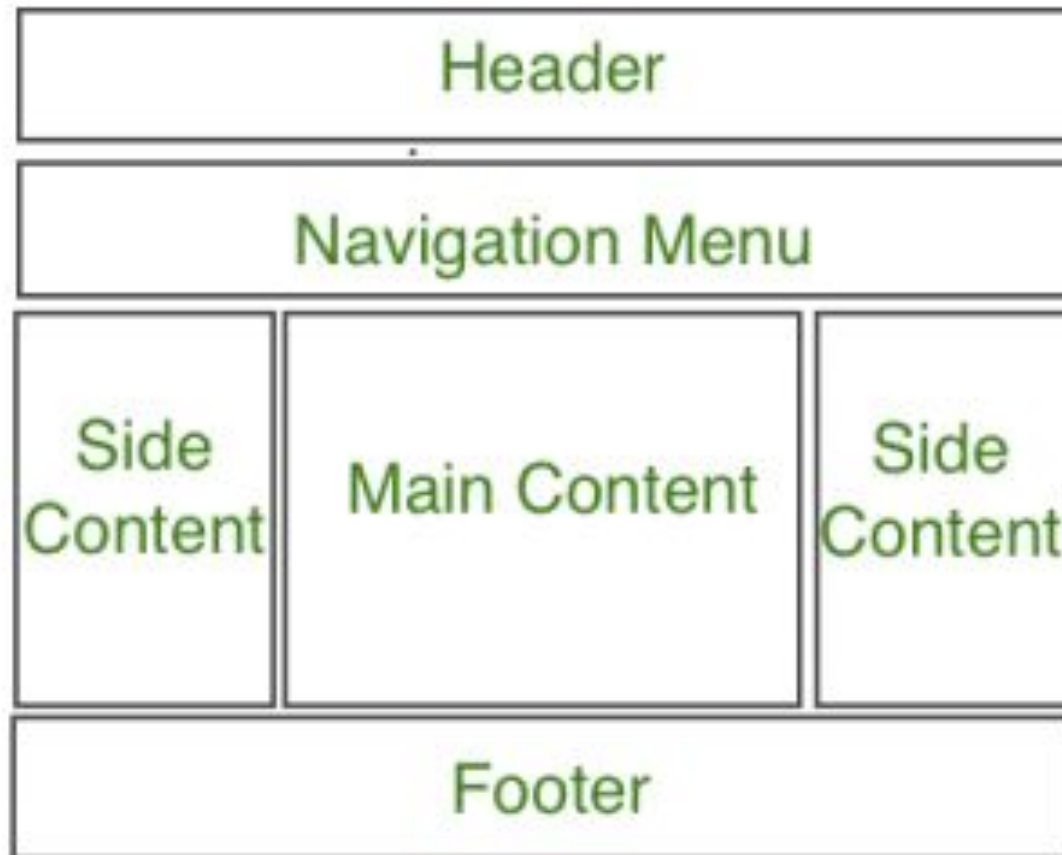 Header
Navigation Menu
Side
Content
Main Content
Side
Content
Footer